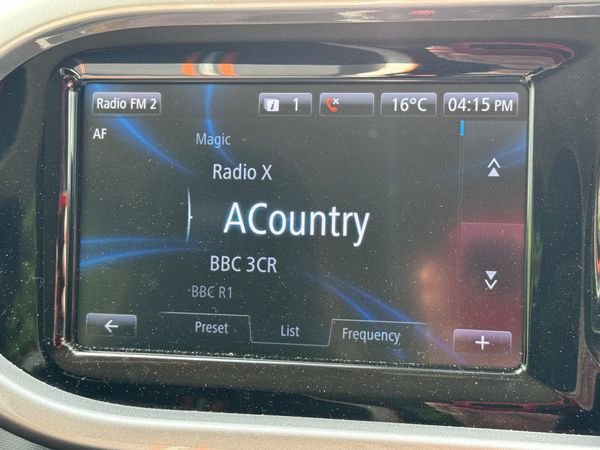 Radio FM 2
i 1
16°C
04:15 PM
AF
Magic
Radio X
ACountry
BBC 3CR
BBC R1
Preset
List
Frequency
+